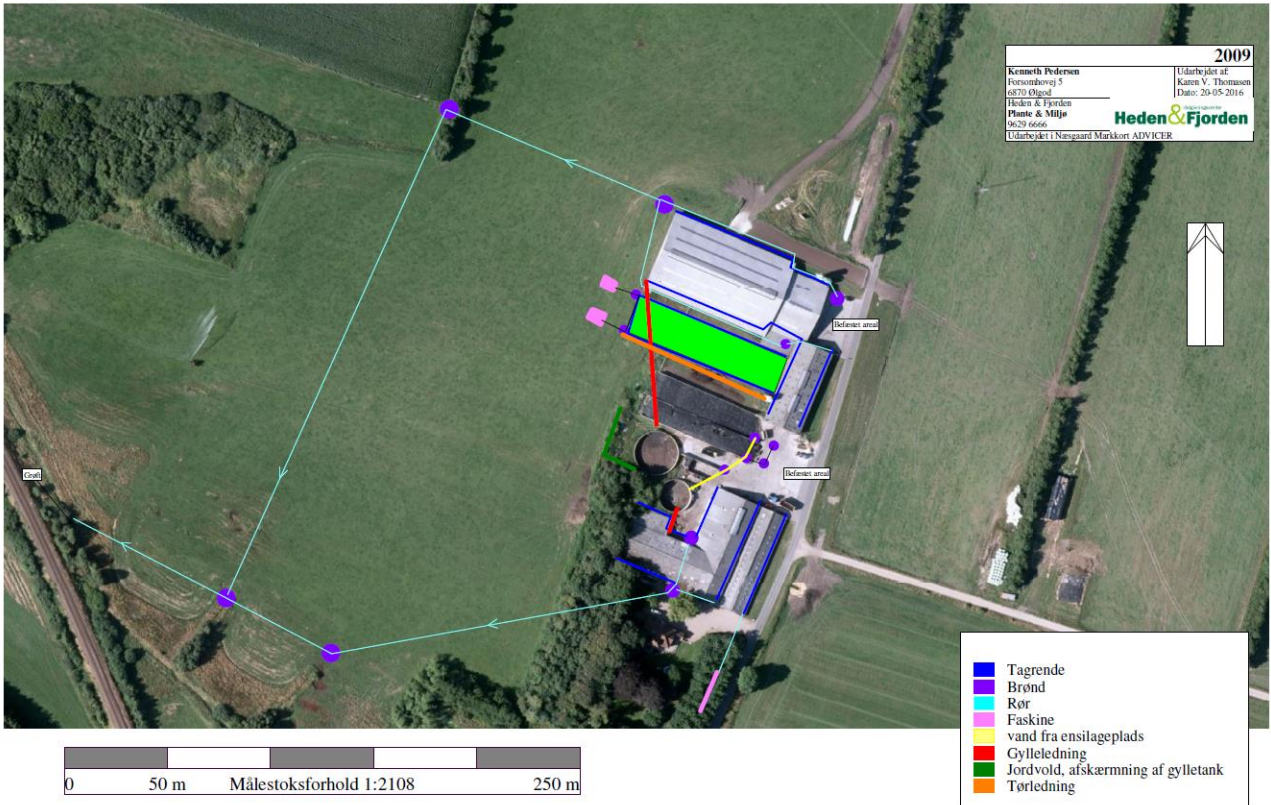 2009
Kenneth Pedersen
Forsomhovej 5
6870 Ølgod
Udarbejdet af:
Karen V. Thomasen
Dato: 20-05-2016
Heden & Fjorden
Plante & Miljø
9629 6666
Heden & Fjorden
Udarbejdet i Næsgaard Markkort ADVICER
Befæstet areal
Befæstet areal
Grøft
Tagrende
Brønd
Rør
Faskine
vand fra ensilageplads
Gylleledning
Jordvold, afskærmning af gylletank
Tørledning
0 50 m Målestoksforhold 1:2108 250 m